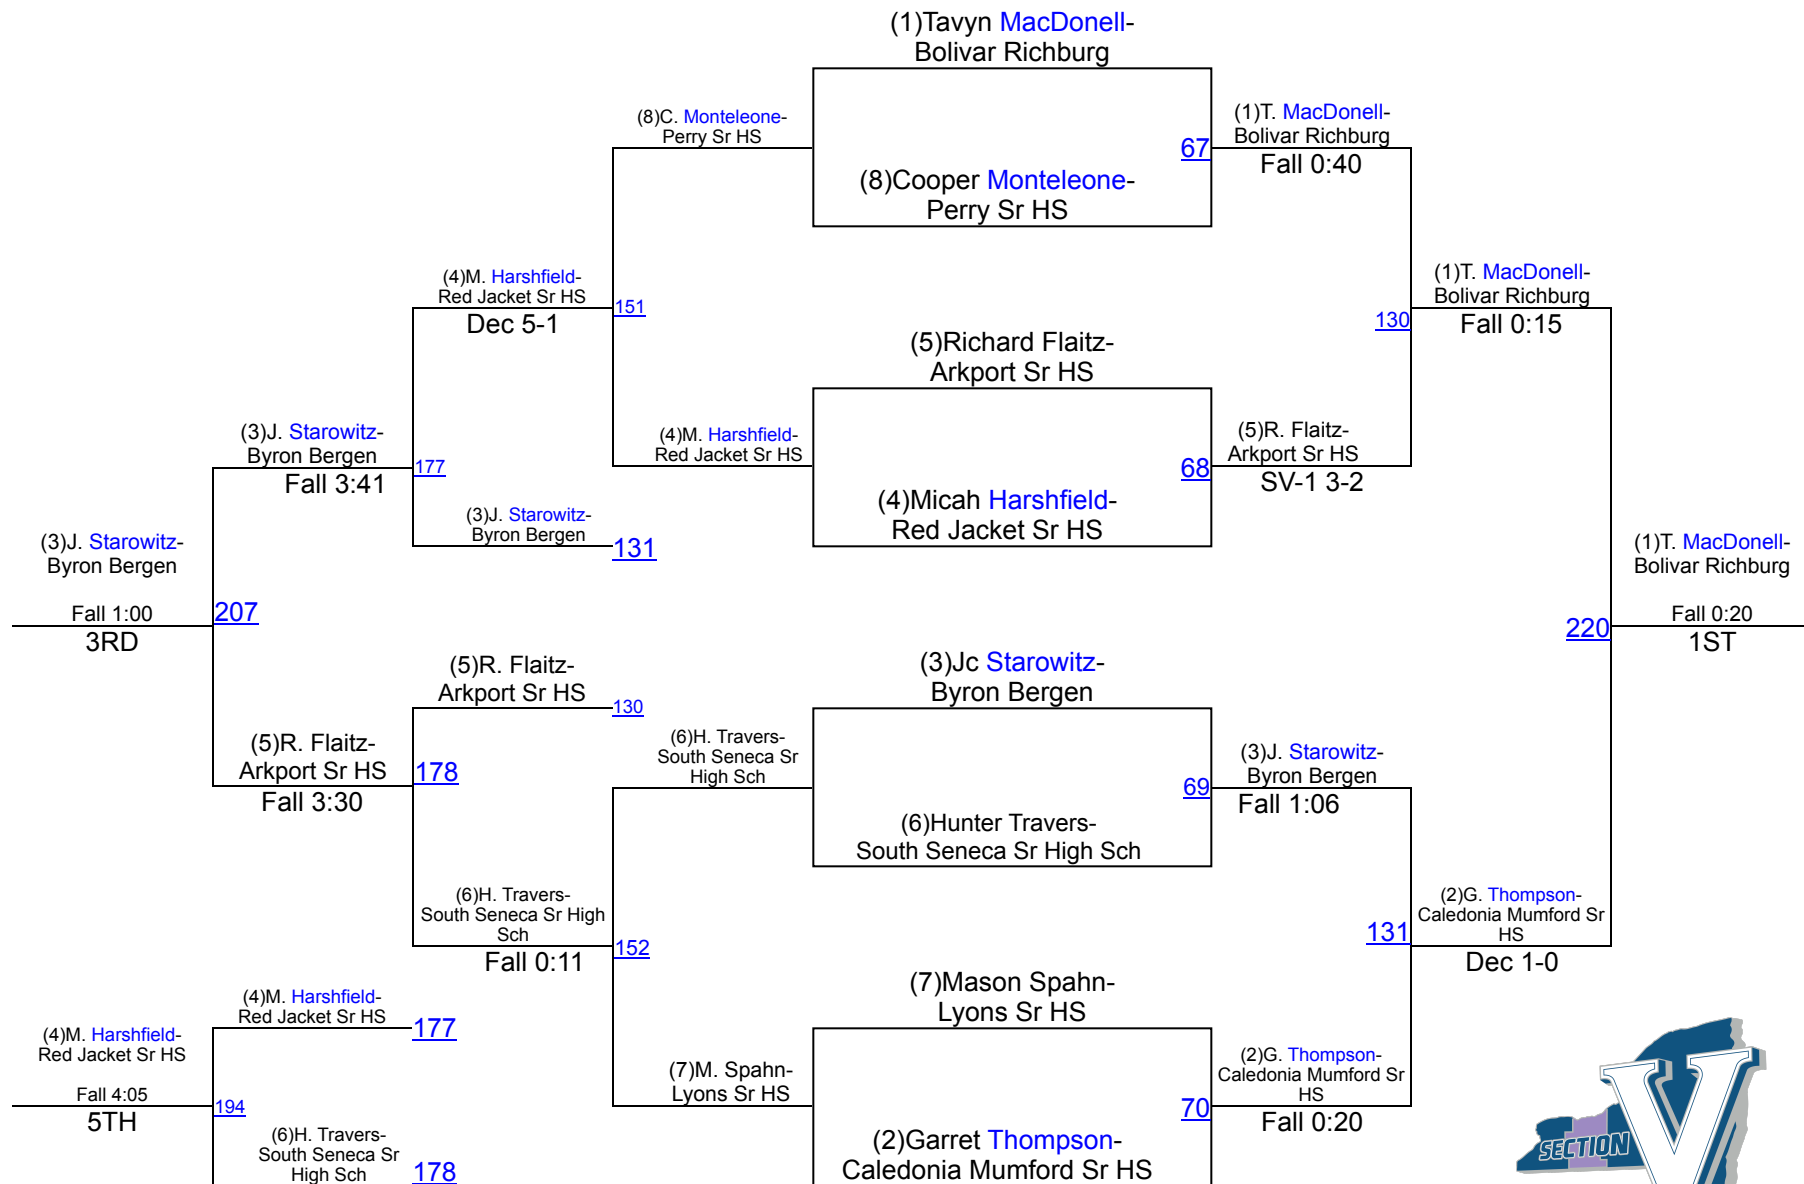 (1)Tavyn MacDonell-
Bolivar Richburg
(8)C. Monteleone-
Perry Sr HS
67
(1)T. MacDonell-
Bolivar Richburg
Fall 0:40
(8)Cooper Monteleone-
Perry Sr HS
(4)M. Harshfield-
Red Jacket Sr HS
Dec 5-1
151
130
(1)T. MacDonell-
Bolivar Richburg
Fall 0:15
(5)Richard Flaitz-
Arkport Sr HS
(3)J. Starowitz-
Byron Bergen
Fall 3:41
177
(4)M. Harshfield-
Red Jacket Sr HS
68
(5)R. Flaitz-
Arkport Sr HS
SV-1 3-2
(4)Micah Harshfield-
Red Jacket Sr HS
(3)J. Starowitz-
Byron Bergen
131
(3)J. Starowitz-
Byron Bergen
Fall 1:00
3RD
207
220
(1)T. MacDonell-
Bolivar Richburg
Fall 0:20
1ST
(5)R. Flaitz-
Arkport Sr HS
130
(3)Jc Starowitz-
Byron Bergen
(5)R. Flaitz-
Arkport Sr HS
Fall 3:30
178
(6)H. Travers-
South Seneca Sr
High Sch
69
(3)J. Starowitz-
Byron Bergen
Fall 1:06
(6)Hunter Travers-
South Seneca Sr High Sch
(6)H. Travers-
South Seneca Sr High
Sch
Fall 0:11
152
131
(2)G. Thompson-
Caledonia Mumford Sr
HS
Dec 1-0
(7)Mason Spahn-
Lyons Sr HS
(4)M. Harshfield-
Red Jacket Sr HS
177
(4)M. Harshfield-
Red Jacket Sr HS
Fall 4:05
5TH
194
(7)M. Spahn-
Lyons Sr HS
70
(2)G. Thompson-
Caledonia Mumford Sr
HS
Fall 0:20
(6)H. Travers-
South Seneca Sr
High Sch
178
(2)Garret Thompson-
Caledonia Mumford Sr HS
SECTION V